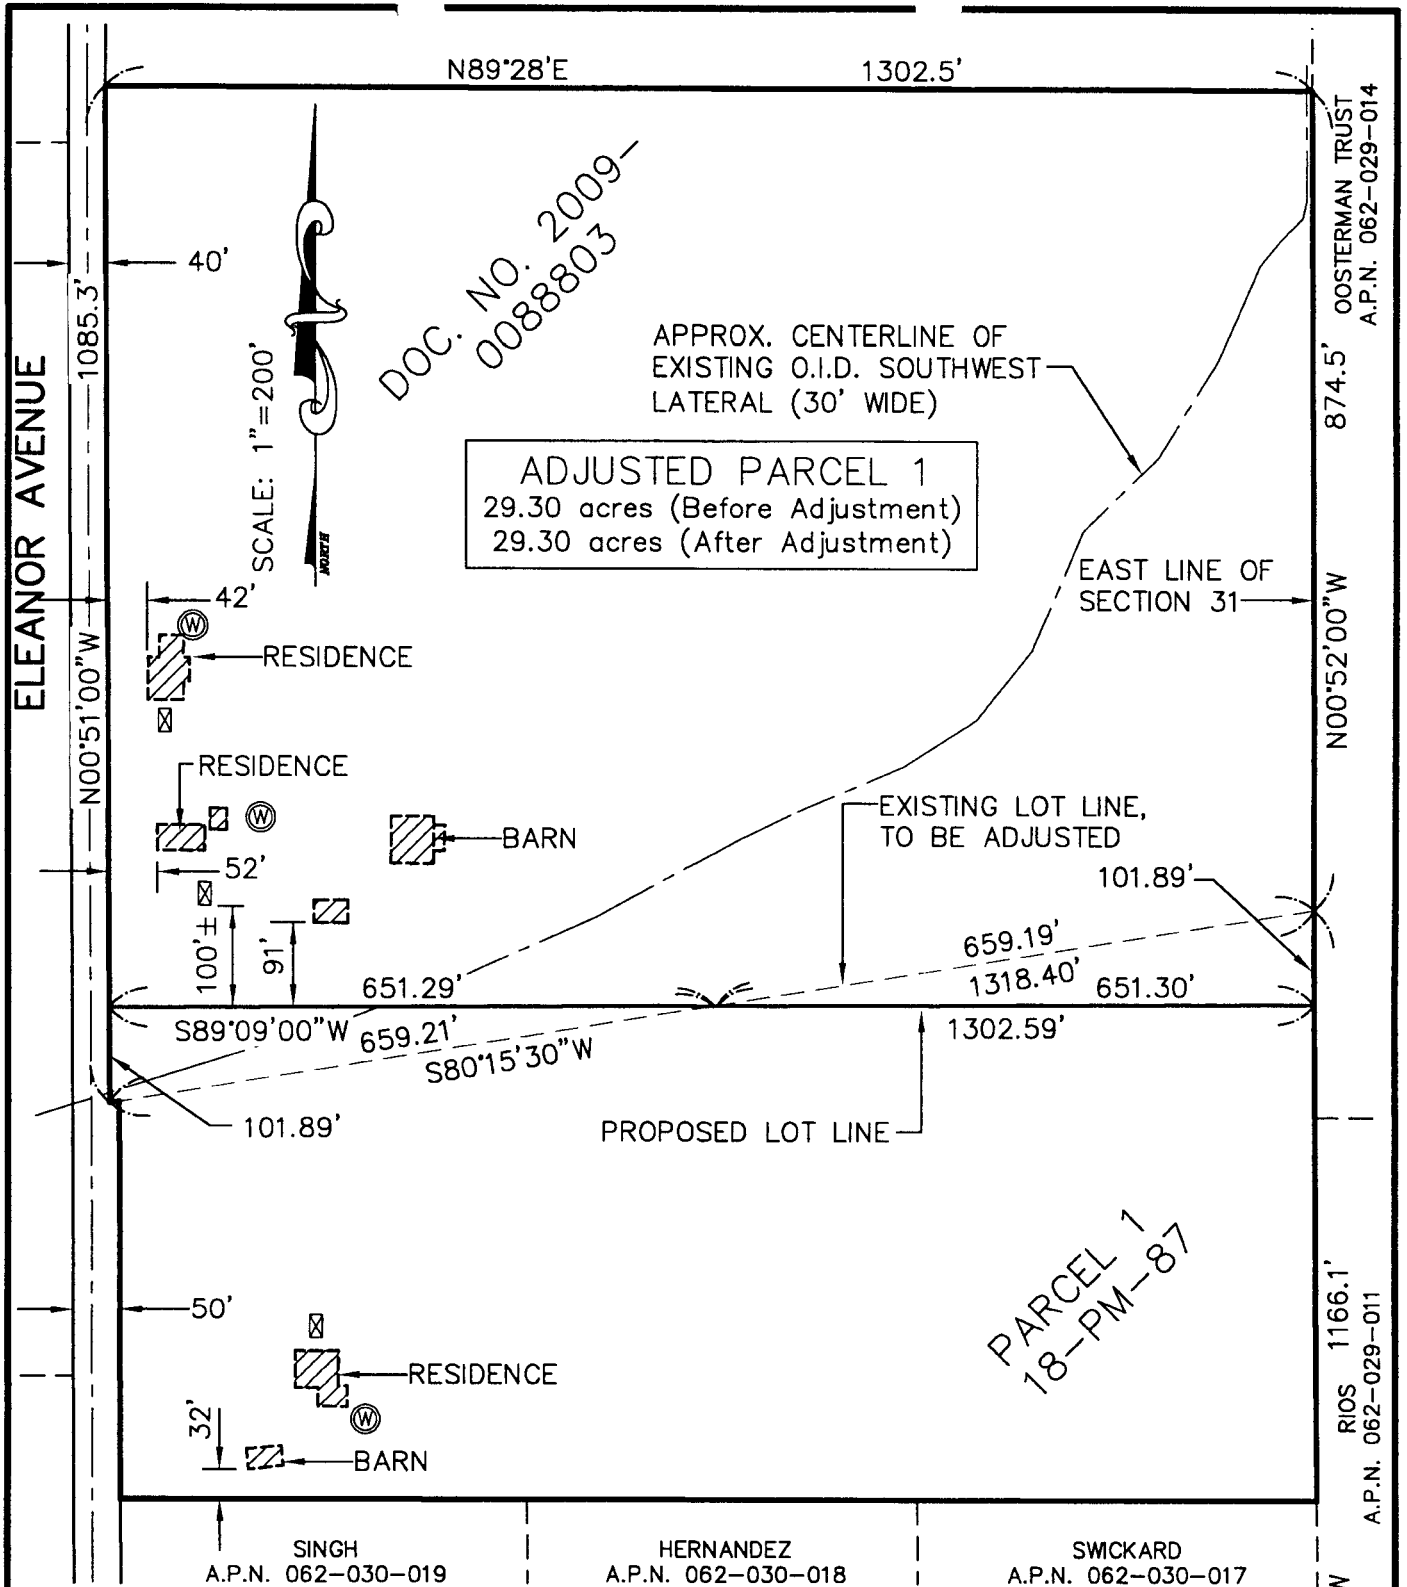 N89°28'E
1302.5'
OOSTERMAN TRUST
A.P.N. 062-029-014
40'
1085.3'
DOC. NO. 2009-
0088803
ELEANOR AVENUE
SCALE: 1"=200'
NORTH
APPROX. CENTERLINE OF
EXISTING O.I.D. SOUTHWEST
LATERAL (30' WIDE)
874.5'
ADJUSTED PARCEL 1
29.30 acres (Before Adjustment)
29.30 acres (After Adjustment)
EAST LINE OF
SECTION 31
42'
W
RESIDENCE
N00°51'00"W
N00°52'00"W
RESIDENCE
W
BARN
EXISTING LOT LINE,
TO BE ADJUSTED
52'
101.89'
100'±
91'
659.19'
1318.40'
651.29'
651.30'
S89°09'00"W
659.21'
S80°15'30"W
1302.59'
101.89'
PROPOSED LOT LINE
PARCEL 1
18-PM-87
50'
1166.1'
RIOS
A.P.N. 062-029-011
RESIDENCE
W
32'
BARN
SINGH
A.P.N. 062-030-019
HERNANDEZ
A.P.N. 062-030-018
SWICKARD
A.P.N. 062-030-017
W